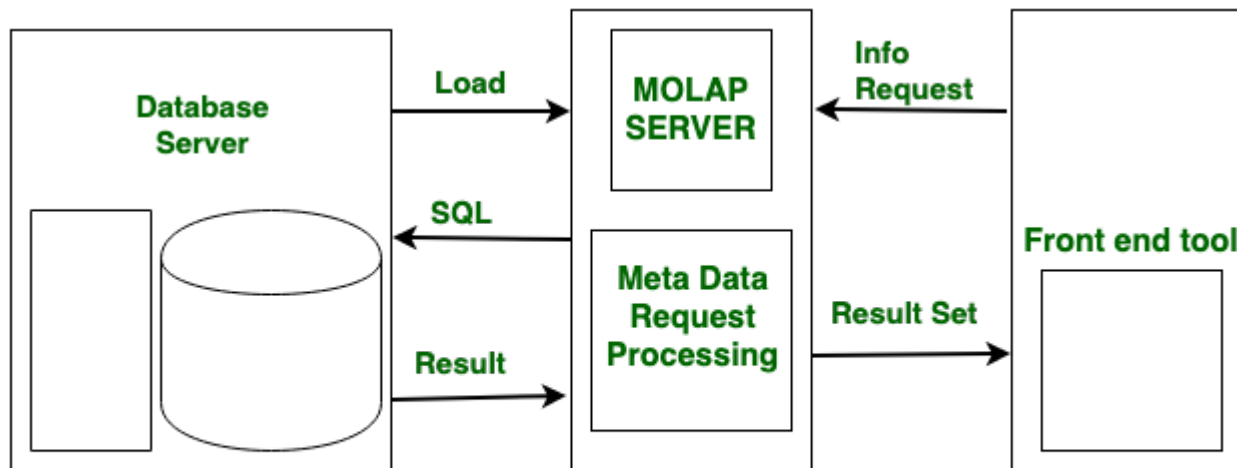 Database
Server
Load
SQL
Result
MOLAP
SERVER
Meta Data
Request
Processing
Info
Request
Result Set
Front end tool